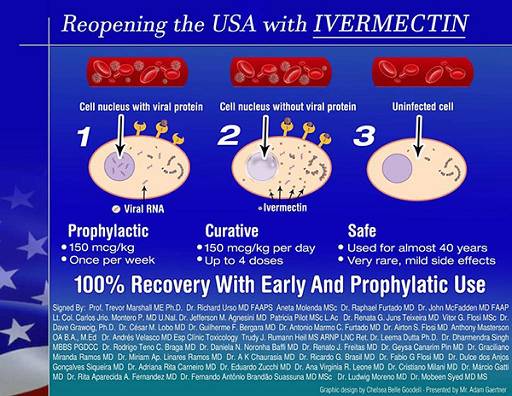 Reopening the USA with IVERMECTIN
Cell nucleus with viral protein
Cell nucleus without viral protein
Uninfected cell
1
2
3
Viral RNA
Ivermectin
Prophylactic
• 150 mcg/kg
• Once per week
Curative
• 150 mcg/kg per day
• Up to 4 doses
Safe
• Used for almost 40 years
• Very rare, mild side effects
100% Recovery With Early And Prophylatic Use
Signed By: Prof. Trevor Marshall ME Ph.D. Dr. Richard Urso MD FAAPS Aneta Molenda MSc Dr. Raphael Furtado MD Dr. John McFadden MD FAAP
Lt. Col. Carlos Jrio. Montero P. MD U.Nal. Dr. Jefferson M. Agnesini MD Patricia Pilot MSc L.Ac Dr. Renata G. Juns Teixeira MD Vitor G. Flosi MSc Dr.
Dave Grawoig, Ph.D. Dr. César M. Lobo MD Dr. Guilherme F. Bergara MD Dr. Antonio Marmo C. Furtado MD Dr. Airton S. Flosi MD Anthony Masterson
OA B.A., M.Ed Dr. Andrés Velasco MD Esp Clínico Toxicology Trudy J. Rumann Heil MS ARNP LNC Ret. Dr. Leema Dutta Ph.D. Dr. Dharmendra Singh
MBBS PGDCC Dr. Rodrigo Teno C. Braga MD Dr. Daniela N. Noronha Baffi MD Dr. Renato J. Freitas MD Dr. Geysa Canarim Pin MD Dr. Graciliano
Miranda Ramos MD Dr. Miriam Ap. Linares Ramos MD Dr. A K Chaurasia MD Dr. Ricardo G. Brasil MD Dr. Fabio G Flosi MD Dr. Dulce dos Anjos
Gonçalves Siqueira MD Dr. Adriana Rita Carneiro MD Dr. Eduardo Zucchi MD Dr. Ana Virginia R. Leone MD Dr. Cristiano Milani MD Dr. Márcio Gatti
MD Dr. Rita Aparecida A. Fernandez MD Dr. Fernando Antônio Brandão Suassuna MD MSc Dr. Ludwig Moreno MD Dr. Mobeen Syed MD MS
Graphic design by Chelsea Belle Goodell - Presented by Mr. Adam Gaertner